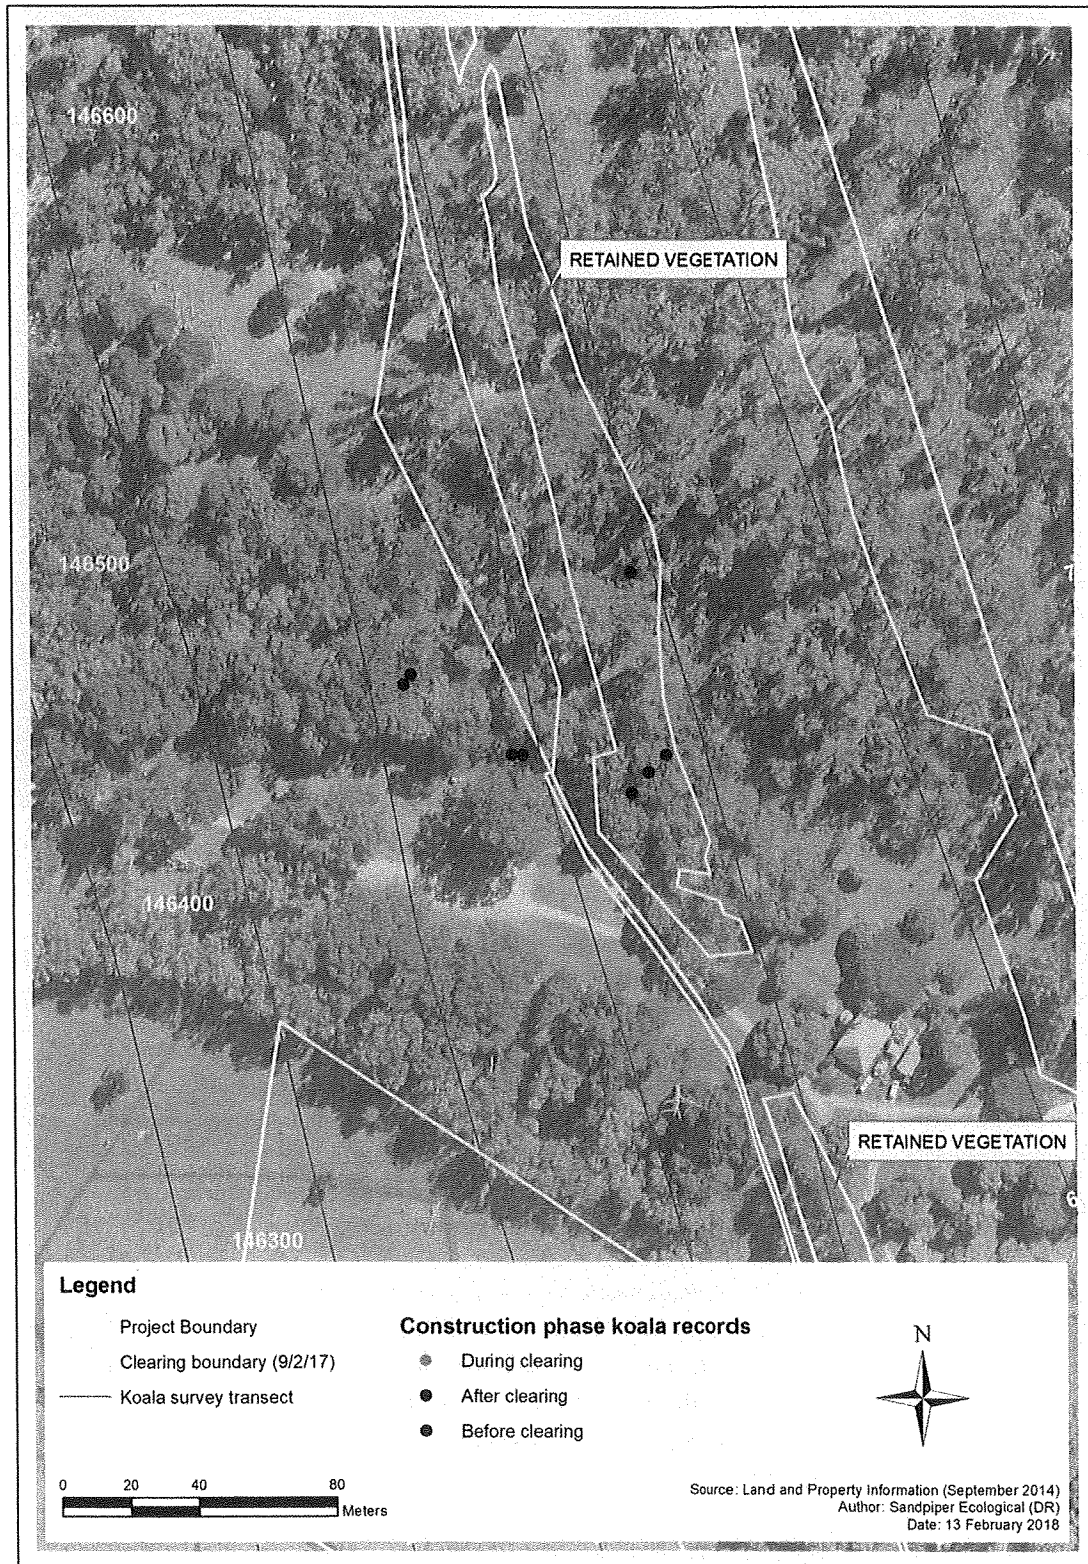 146600
RETAINED VEGETATION
146500
7
146400
RETAINED VEGETATION
6
146300
Legend
Project Boundary
Clearing boundary (9/2/17)
Koala survey transect
Construction phase koala records
During clearing
After clearing
Before clearing
N
0 20 40 80
Meters
Source: Land and Property Information (September 2014)
Author: Sandpiper Ecological (DR)
Date: 13 February 2018